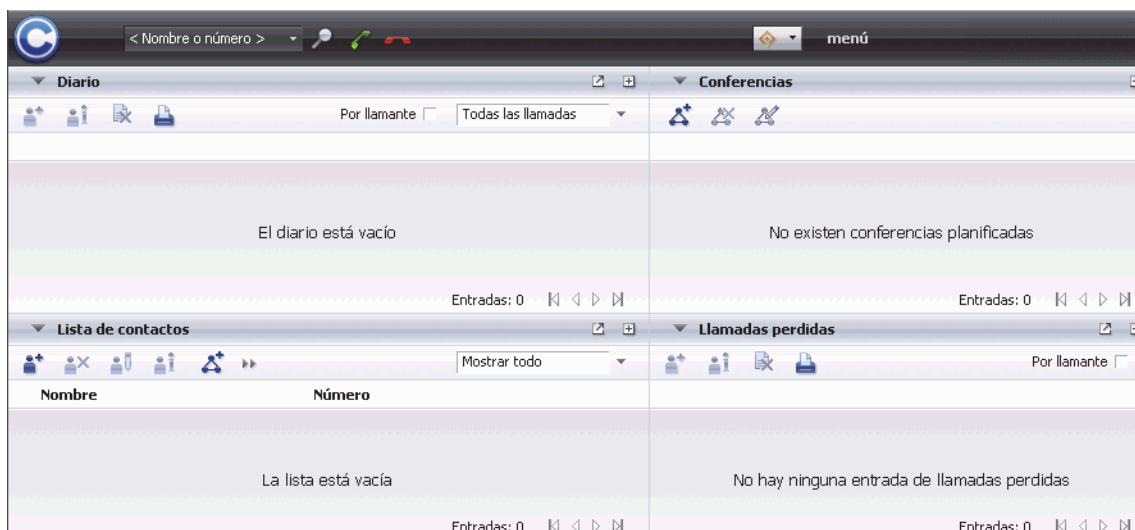 < Nombre o número >
menú
Diario
Por llamante
Todas las llamadas
El diario está vacío
Entradas: 0
Conferencias
No existen conferencias planificadas
Entradas: 0
Lista de contactos
Mostrar todo
Nombre Número
La lista está vacía
Entradas: 0
Llamadas perdidas
Por llamante
No hay ninguna entrada de llamadas perdidas
Entradas: 0